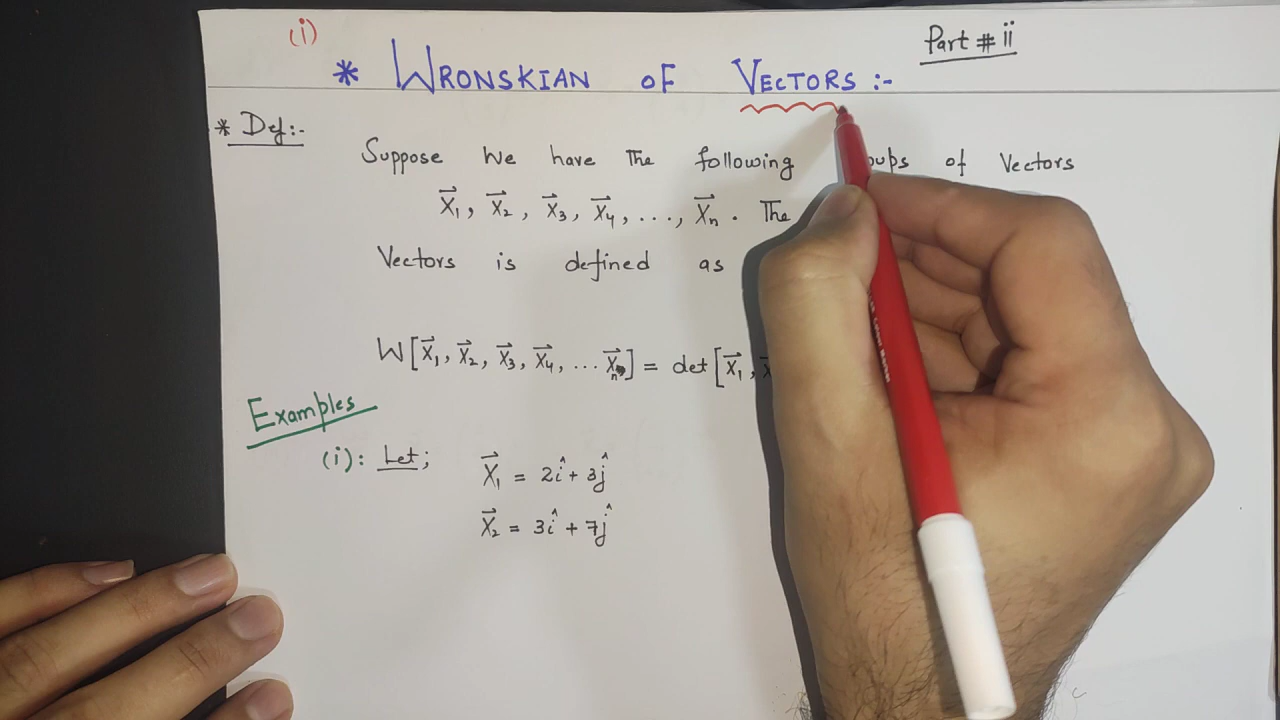 (i)
Part # ii
* WRONSKIAN OF VECTORS :-
* Def:-
Suppose We have the following of Vectors
X⃗₁, X⃗₂, X⃗₃, X⃗₄, ..., X⃗ₙ. The
Vectors is defined as
W[X⃗₁, X⃗₂, X⃗₃, X⃗₄, ... X⃗ₙ] = det[X⃗₁,
Examples
(i): Let; X⃗₁ = 2î + 3ĵ
X⃗₂ = 3î + 7ĵ